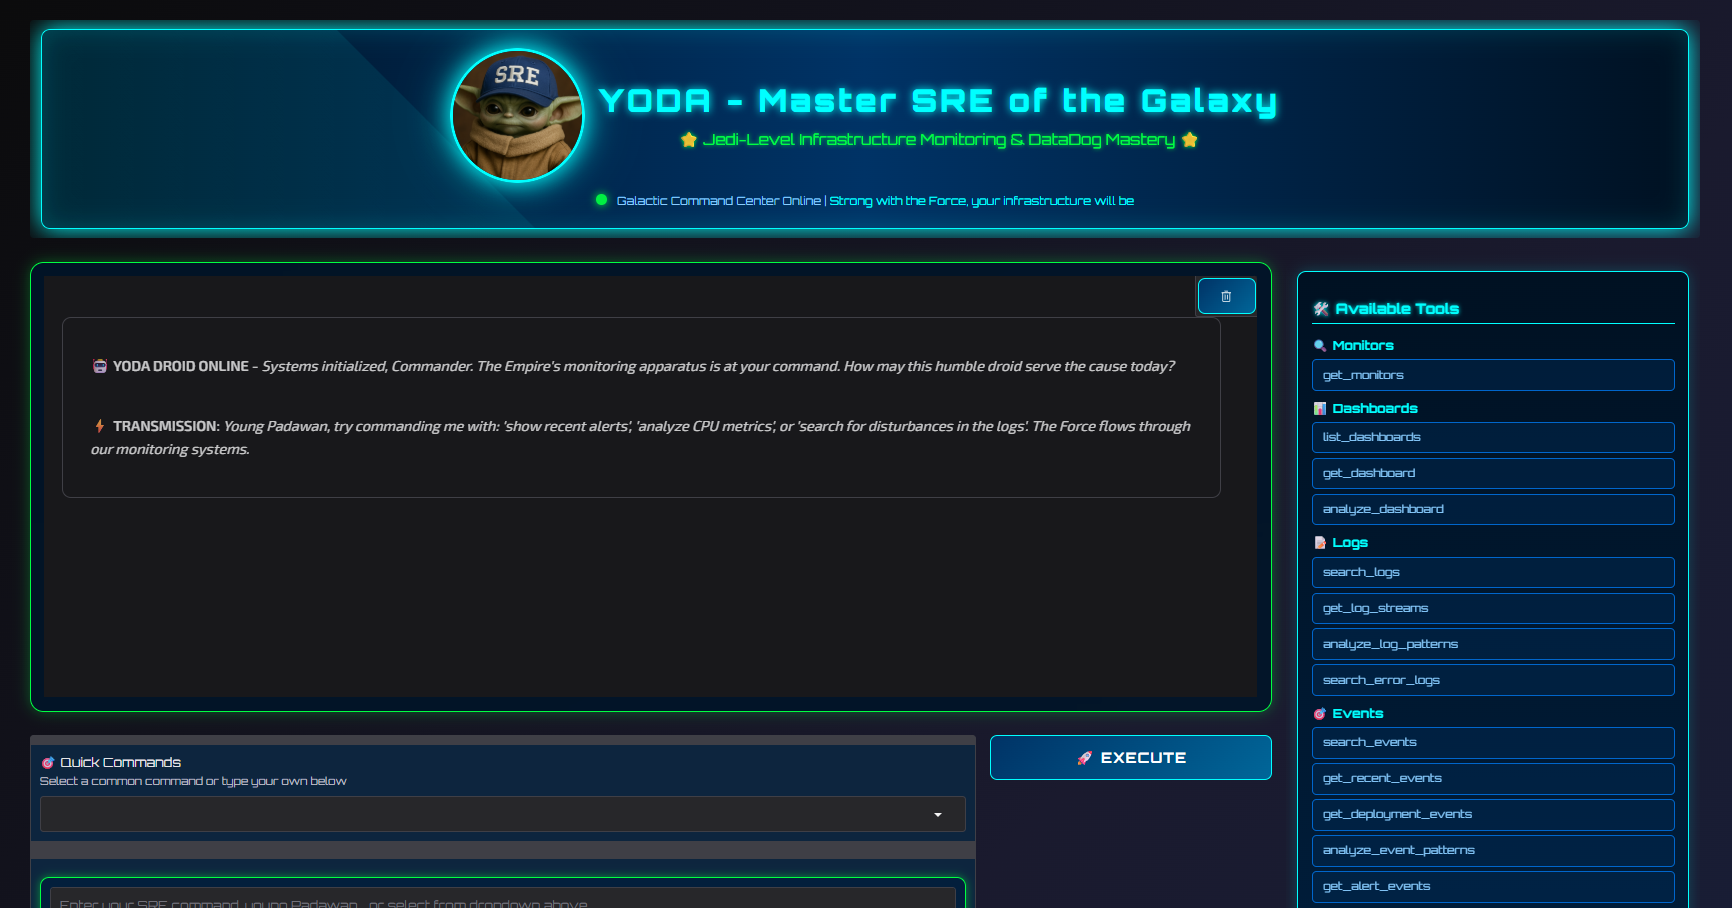 SRE
YODA - Master SRE of the Galaxy
⭐ Jedi-Level Infrastructure Monitoring & DataDog Mastery ⭐
Galactic Command Center Online | Strong with the Force, your infrastructure will be
🤖 YODA DROID ONLINE - Systems initialized, Commander. The Empire's monitoring apparatus is at your command. How may this humble droid serve the cause today?
⚡ TRANSMISSION: Young Padawan, try commanding me with: 'show recent alerts', 'analyze CPU metrics', or 'search for disturbances in the logs'. The Force flows through
our monitoring systems.
🎯 Quick Commands
Select a common command or type your own below
🚀 EXECUTE
Enter your SRE command, young Padawan... or select from dropdown above
🛠️ Available Tools
🔍 Monitors
get_monitors
📊 Dashboards
list_dashboards
get_dashboard
analyze_dashboard
📝 Logs
search_logs
get_log_streams
analyze_log_patterns
search_error_logs
🎯 Events
search_events
get_recent_events
get_deployment_events
analyze_event_patterns
get_alert_events